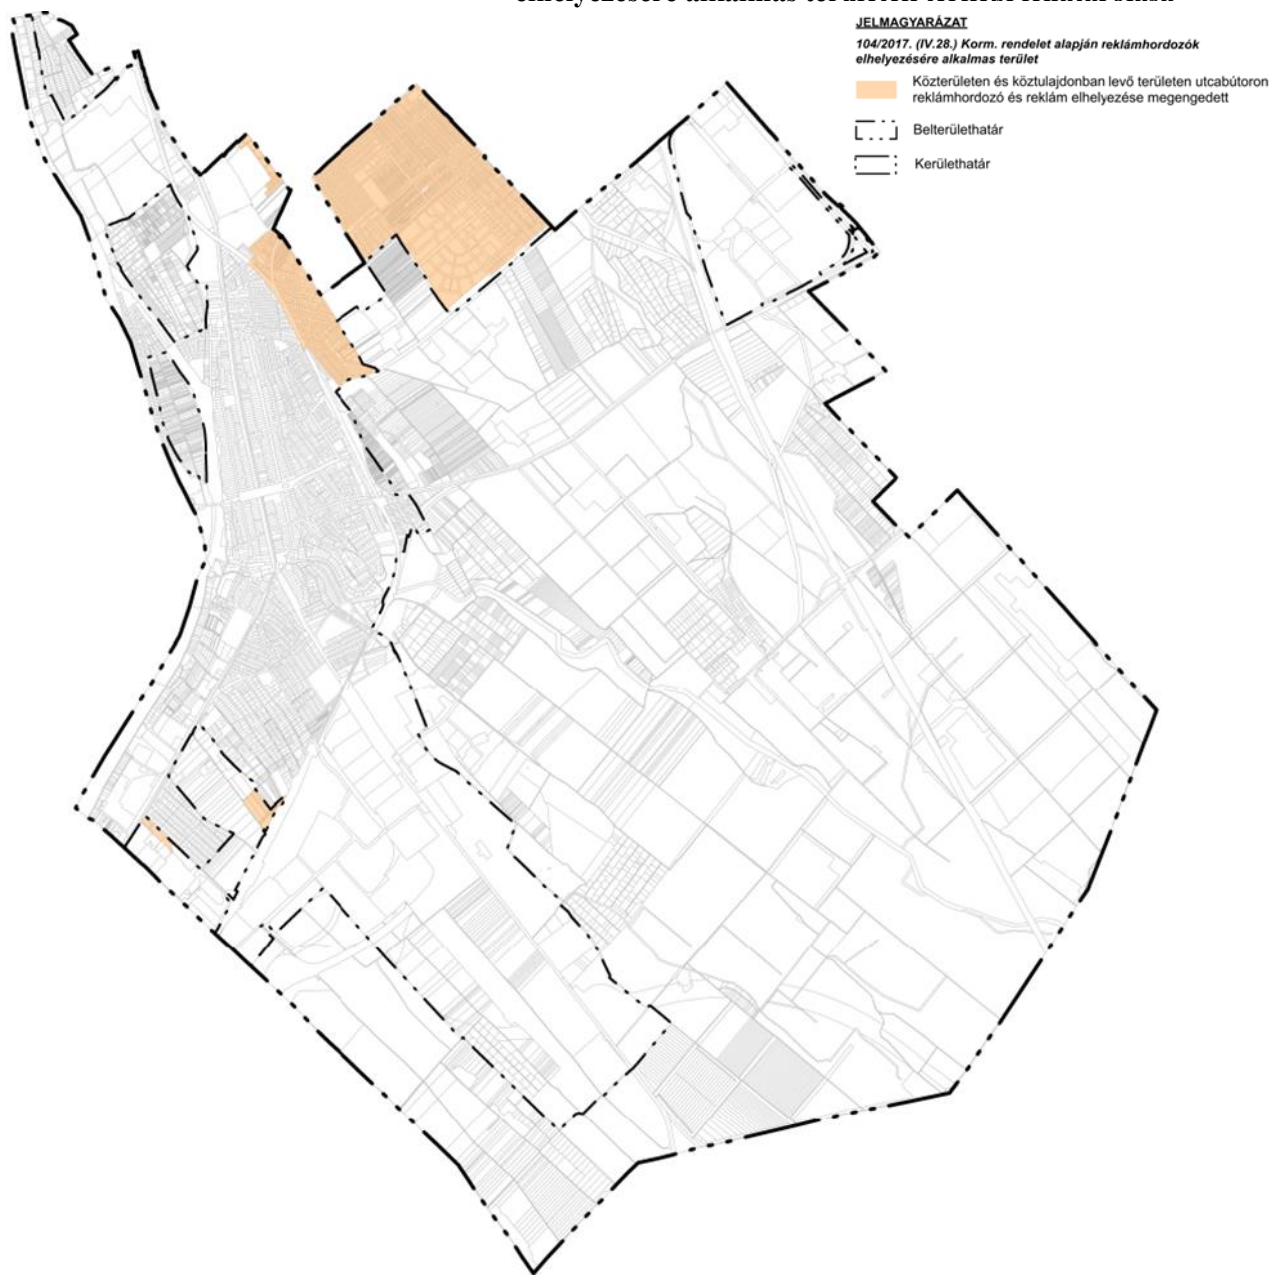 JELMAGYARÁZAT
104/2017. (IV.28.) Korm. rendelet alapján reklámhordozók
elhelyezésére alkalmas terület
Közterületen és köztulajdonban levő területen utcabútoron
reklámhordozó és reklám elhelyezése megengedett
Belterülethatár
Kerülethatár